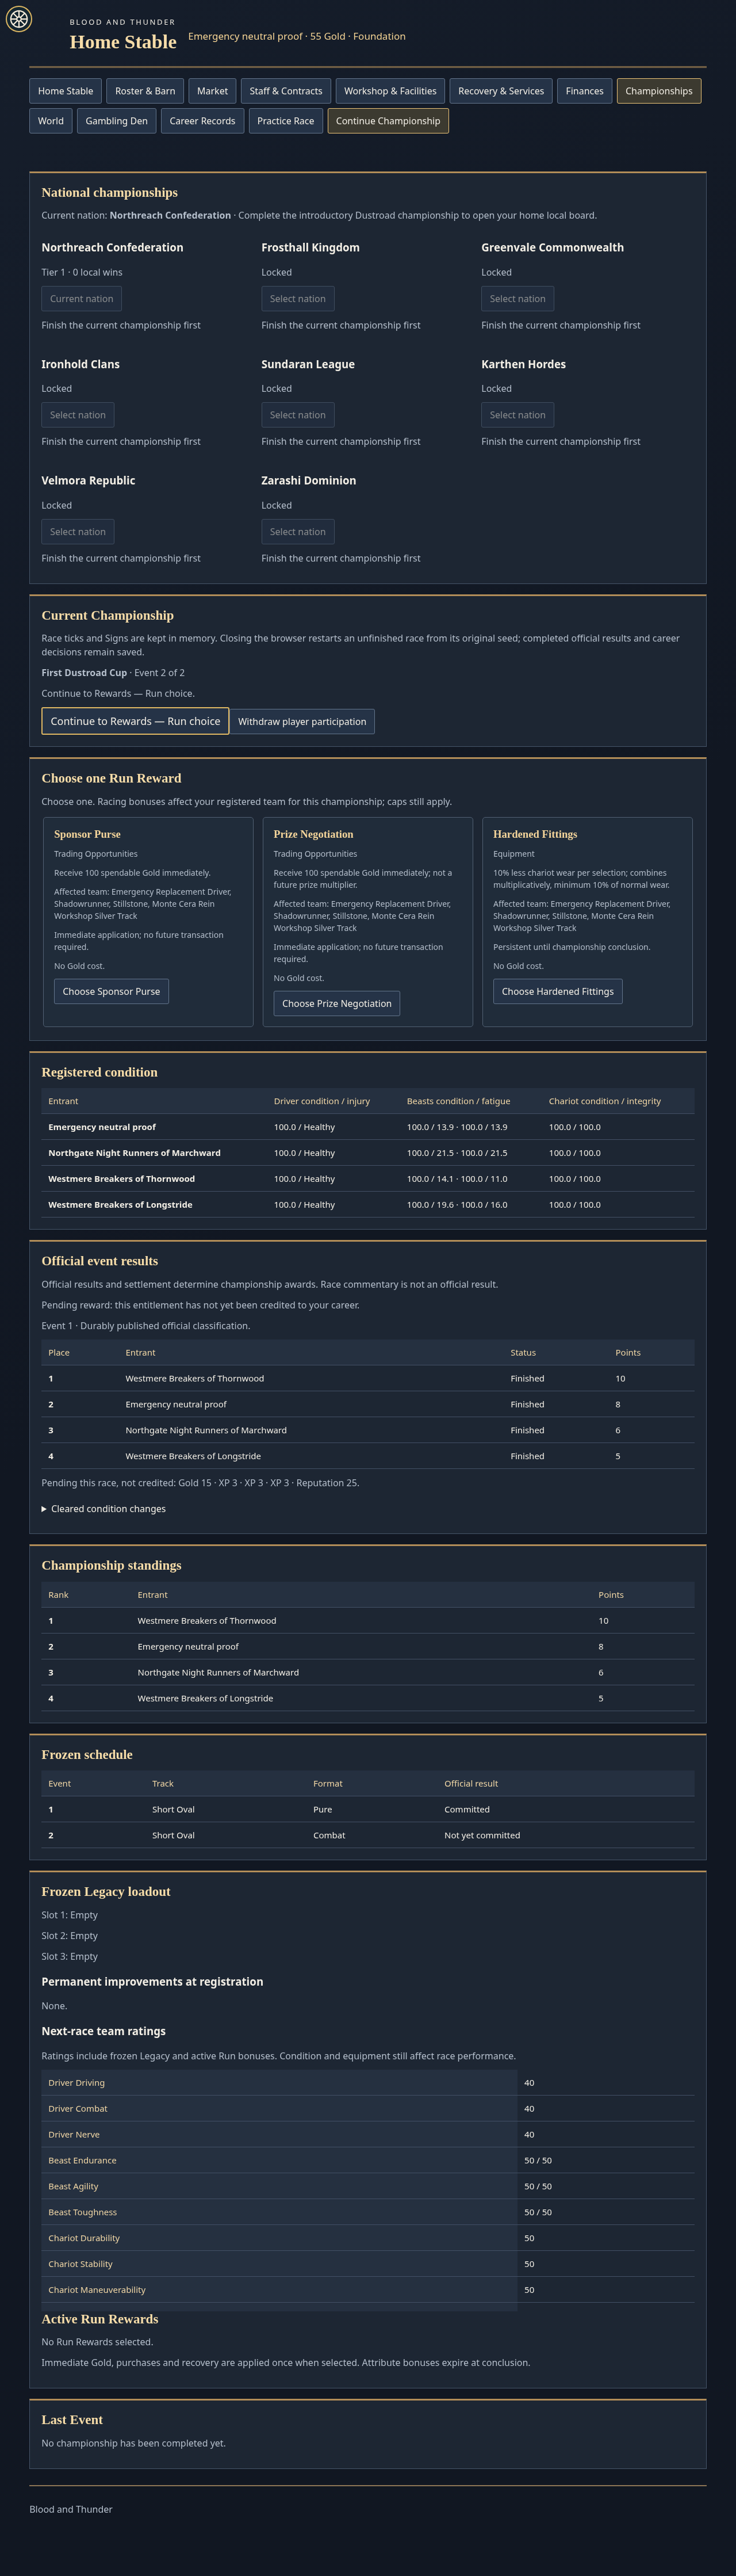 BLOOD AND THUNDER
Home Stable
Emergency neutral proof · 55 Gold · Foundation
Home Stable
Roster & Barn
Market
Staff & Contracts
Workshop & Facilities
Recovery & Services
Finances
Championships
World
Gambling Den
Career Records
Practice Race
Continue Championship
National championships
Current nation: Northreach Confederation · Complete the introductory Dustroad championship to open your home local board.
Northreach Confederation
Tier 1 · 0 local wins
Current nation
Finish the current championship first
Frosthall Kingdom
Locked
Select nation
Finish the current championship first
Greenvale Commonwealth
Locked
Select nation
Finish the current championship first
Ironhold Clans
Locked
Select nation
Finish the current championship first
Sundaran League
Locked
Select nation
Finish the current championship first
Karthen Hordes
Locked
Select nation
Finish the current championship first
Velmora Republic
Locked
Select nation
Finish the current championship first
Zarashi Dominion
Locked
Select nation
Finish the current championship first
Current Championship
Race ticks and Signs are kept in memory. Closing the browser restarts an unfinished race from its original seed; completed official results and career
decisions remain saved.
First Dustroad Cup · Event 2 of 2
Continue to Rewards — Run choice.
Continue to Rewards — Run choice
Withdraw player participation
Choose one Run Reward
Choose one. Racing bonuses affect your registered team for this championship; caps still apply.
Sponsor Purse
Trading Opportunities
Receive 100 spendable Gold immediately.
Affected team: Emergency Replacement Driver,
Shadowrunner, Stillstone, Monte Cera Rein
Workshop Silver Track
Immediate application; no future transaction
required.
No Gold cost.
Choose Sponsor Purse
Prize Negotiation
Trading Opportunities
Receive 100 spendable Gold immediately; not a
future prize multiplier.
Affected team: Emergency Replacement Driver,
Shadowrunner, Stillstone, Monte Cera Rein
Workshop Silver Track
Immediate application; no future transaction
required.
No Gold cost.
Choose Prize Negotiation
Hardened Fittings
Equipment
10% less chariot wear per selection; combines
multiplicatively, minimum 10% of normal wear.
Affected team: Emergency Replacement Driver,
Shadowrunner, Stillstone, Monte Cera Rein
Workshop Silver Track
Persistent until championship conclusion.
No Gold cost.
Choose Hardened Fittings
Registered condition
Entrant Driver condition / injury Beasts condition / fatigue Chariot condition / integrity
Emergency neutral proof 100.0 / Healthy 100.0 / 13.9 · 100.0 / 13.9 100.0 / 100.0
Northgate Night Runners of Marchward 100.0 / Healthy 100.0 / 21.5 · 100.0 / 21.5 100.0 / 100.0
Westmere Breakers of Thornwood 100.0 / Healthy 100.0 / 14.1 · 100.0 / 11.0 100.0 / 100.0
Westmere Breakers of Longstride 100.0 / Healthy 100.0 / 19.6 · 100.0 / 16.0 100.0 / 100.0
Official event results
Official results and settlement determine championship awards. Race commentary is not an official result.
Pending reward: this entitlement has not yet been credited to your career.
Event 1 · Durably published official classification.
Place Entrant Status Points
1 Westmere Breakers of Thornwood Finished 10
2 Emergency neutral proof Finished 8
3 Northgate Night Runners of Marchward Finished 6
4 Westmere Breakers of Longstride Finished 5
Pending this race, not credited: Gold 15 · XP 3 · XP 3 · XP 3 · Reputation 25.
▶ Cleared condition changes
Championship standings
Rank Entrant Points
1 Westmere Breakers of Thornwood 10
2 Emergency neutral proof 8
3 Northgate Night Runners of Marchward 6
4 Westmere Breakers of Longstride 5
Frozen schedule
Event Track Format Official result
1 Short Oval Pure Committed
2 Short Oval Combat Not yet committed
Frozen Legacy loadout
Slot 1: Empty
Slot 2: Empty
Slot 3: Empty
Permanent improvements at registration
None.
Next-race team ratings
Ratings include frozen Legacy and active Run bonuses. Condition and equipment still affect race performance.
Driver Driving 40
Driver Combat 40
Driver Nerve 40
Beast Endurance 50 / 50
Beast Agility 50 / 50
Beast Toughness 50 / 50
Chariot Durability 50
Chariot Stability 50
Chariot Maneuverability 50
Active Run Rewards
No Run Rewards selected.
Immediate Gold, purchases and recovery are applied once when selected. Attribute bonuses expire at conclusion.
Last Event
No championship has been completed yet.
Blood and Thunder